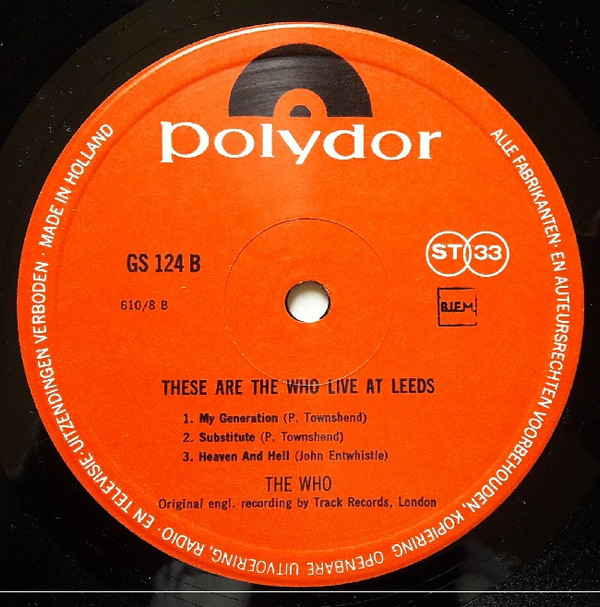 polydor
GS 124 B
ST 33
610/8 B
BIEM
THESE ARE THE WHO LIVE AT LEEDS
1. My Generation (P. Townshend)
2. Substitute (P. Townshend)
3. Heaven And Hell (John Entwhistle)
THE WHO
Original engl. recording by Track Records, London
ALLE FABRIKANTEN- EN AUTEURSRECHTEN VOORBEHOUDEN, KOPIERING OPENBARE UITVOERING, RADIO- EN TELEVISIE-UITZENDINGEN VERBODEN · MADE IN HOLLAND